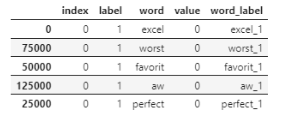 index label word value word_label
0 0 1 excel 0 excel_1
75000 0 1 worst 0 worst_1
50000 0 1 favorit 0 favorit_1
125000 0 1 aw 0 aw_1
25000 0 1 perfect 0 perfect_1